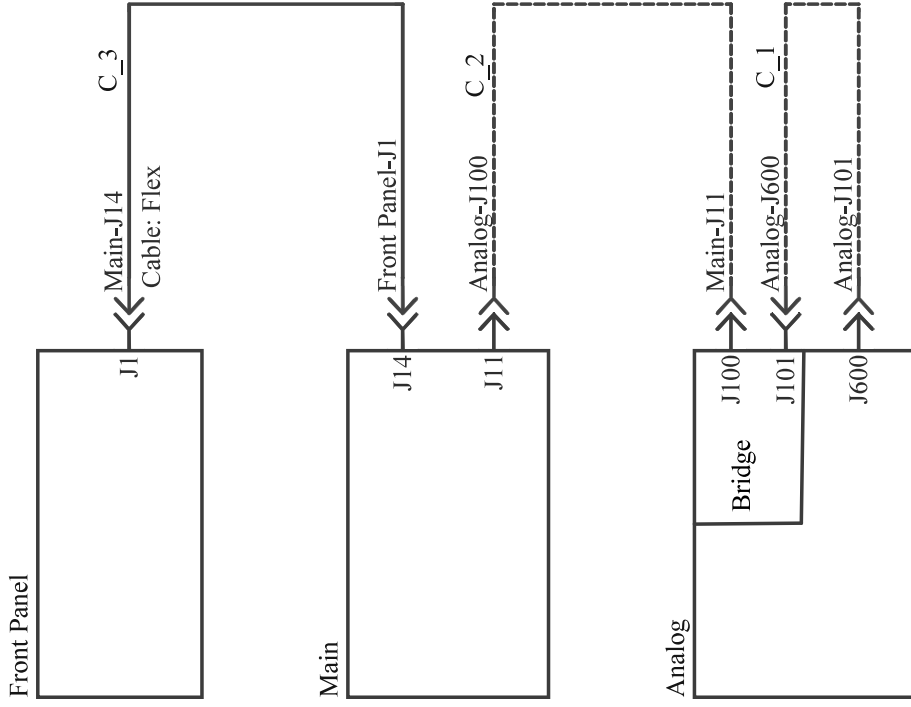 Front Panel
J1
Main-J14
Cable: Flex
C_3
Main
J14
Front Panel-J1
J11
Analog-J100
C_2
Analog
Bridge
J100
Main-J11
J101
Analog-J600
C_1
J600
Analog-J101